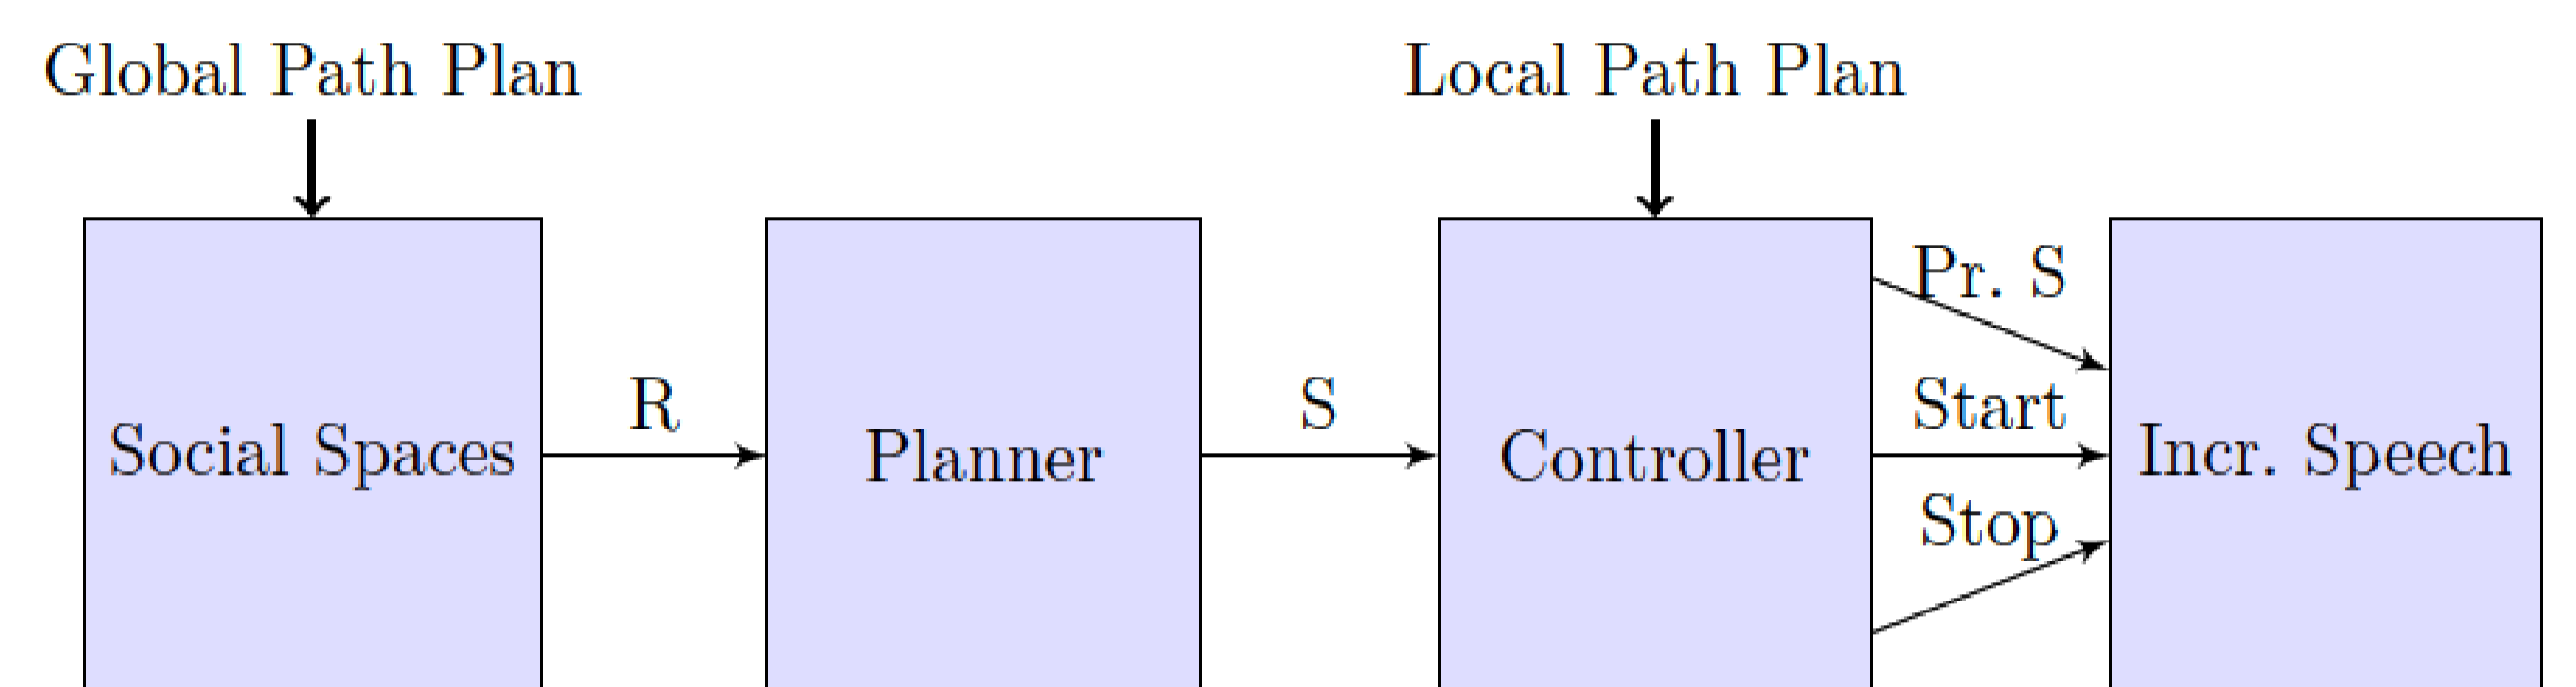 Global Path Plan
Local Path Plan
Pr. S
R
S
Start
Social Spaces
Planner
Controller
Incr. Speech
Stop